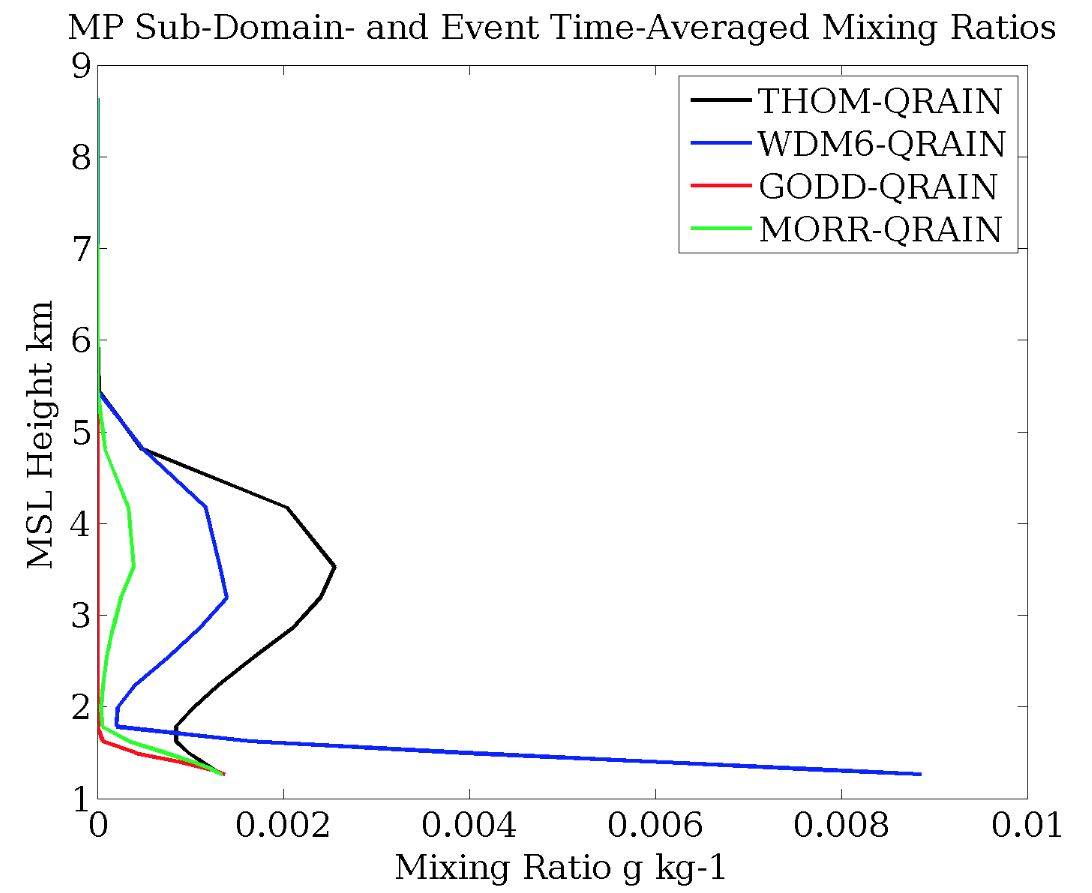 MP Sub-Domain- and Event Time-Averaged Mixing Ratios
THOM-QRAIN
WDM6-QRAIN
GODD-QRAIN
MORR-QRAIN
MSL Height km
9
8
7
6
5
4
3
2
1
0
0.002
0.004
0.006
0.008
0.01
Mixing Ratio g kg-1